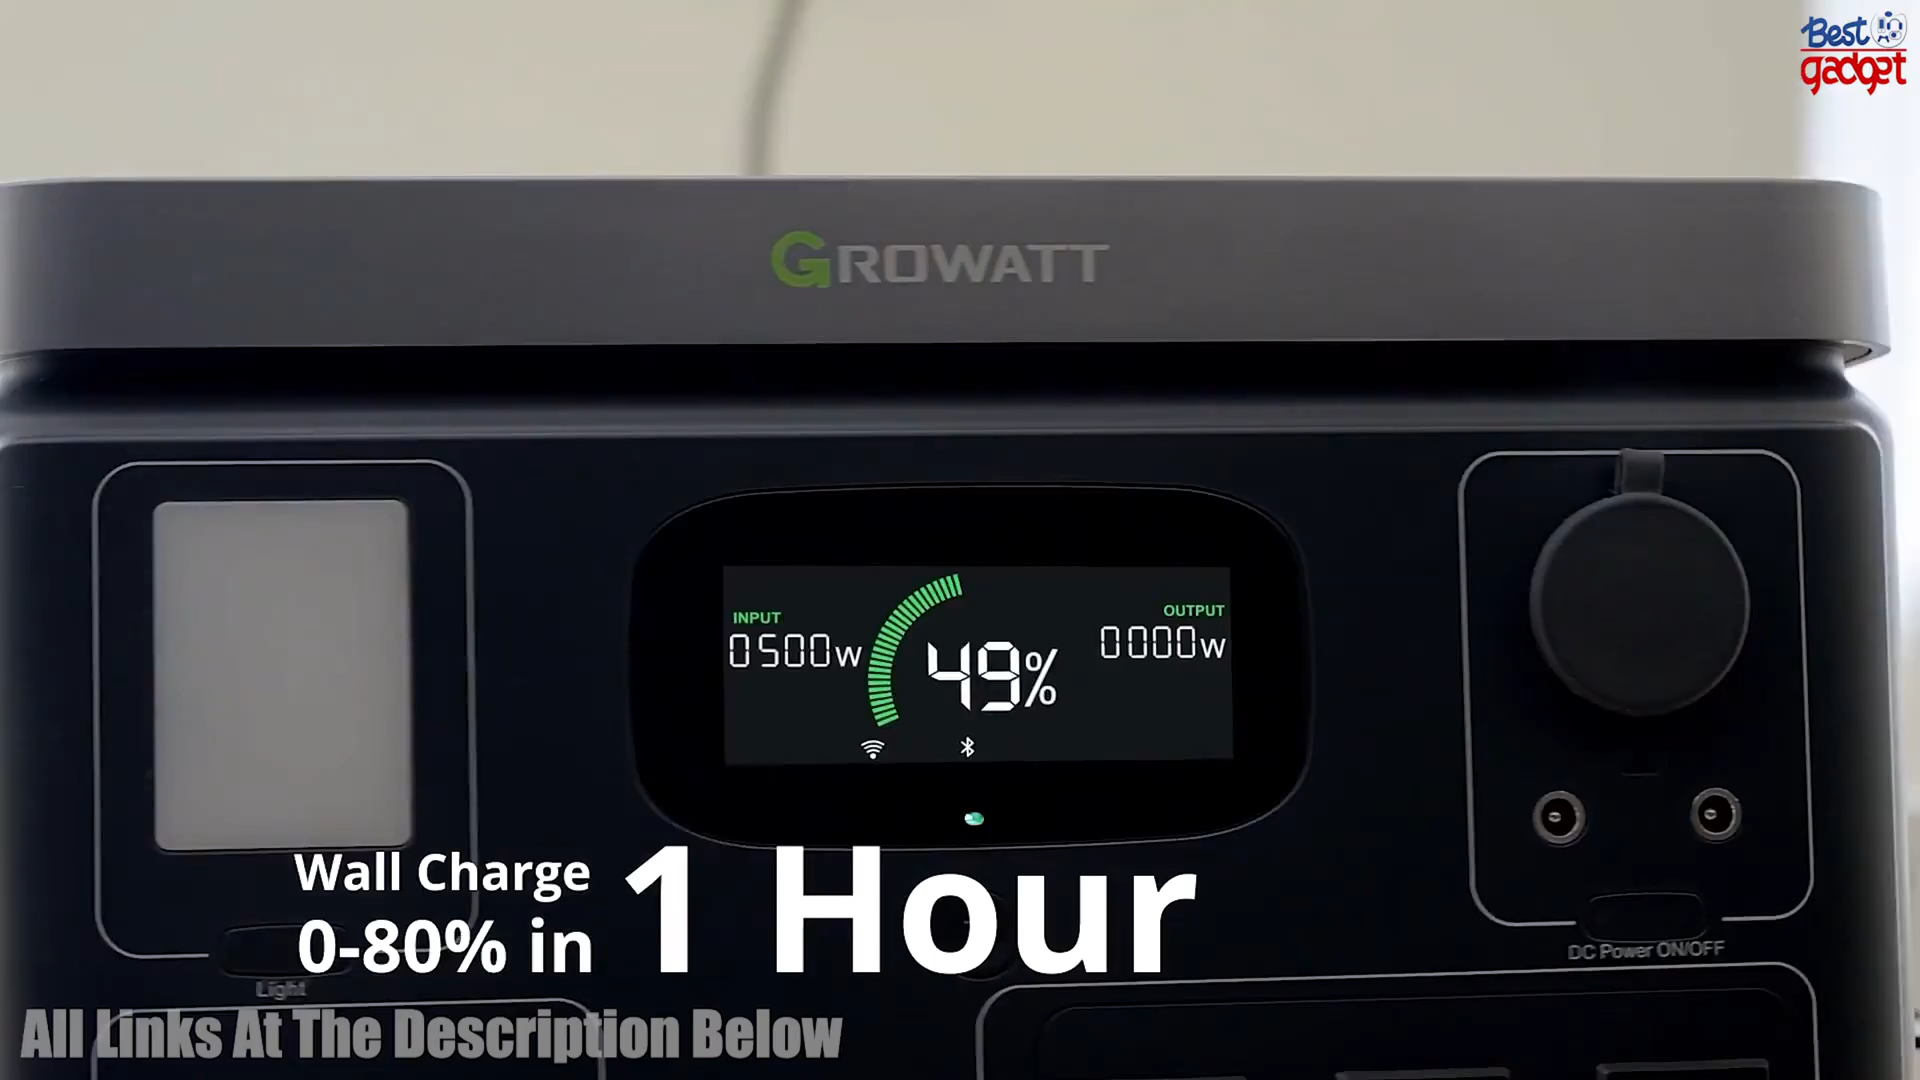 Best in
gadget
GROWATT
INPUT
0500w
49%
OUTPUT
0000w
Wall Charge
0-80% in
1 Hour
Light
DC Power ON/OFF
All Links At The Description Below